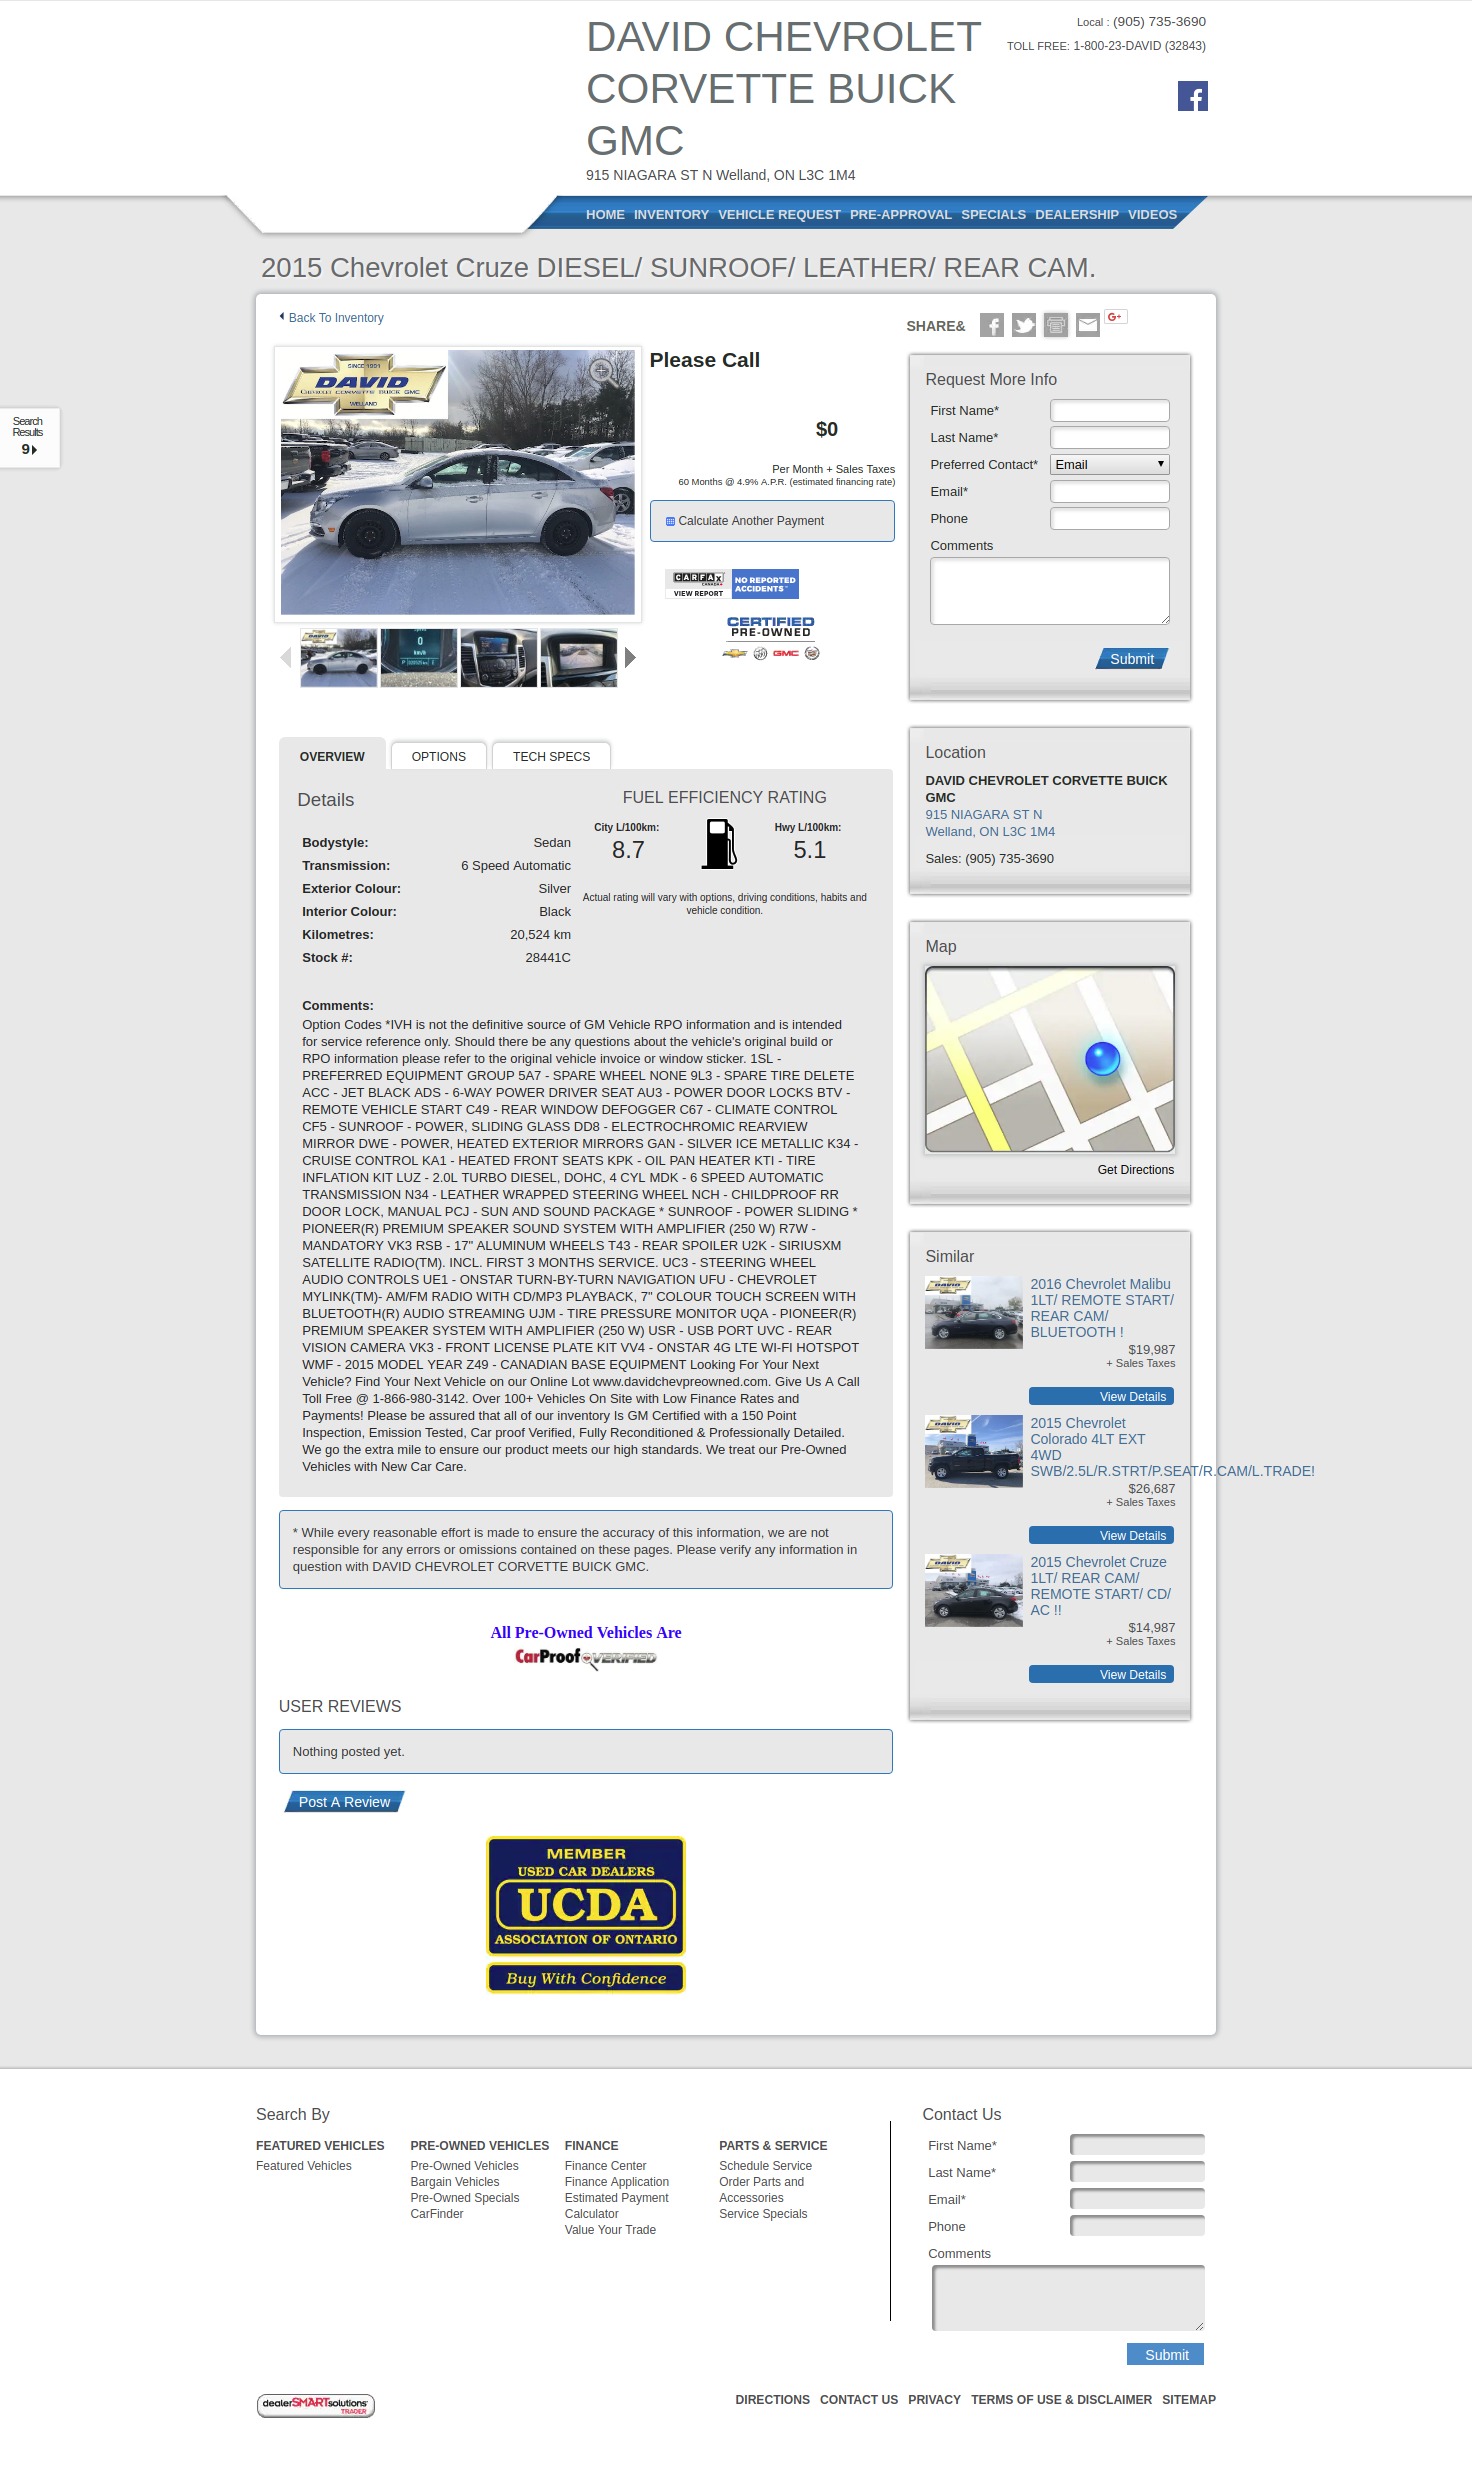 DAVID CHEVROLET
CORVETTE BUICK
GMC
915 NIAGARA ST N Welland, ON L3C 1M4
Local : (905) 735-3690
TOLL FREE: 1-800-23-DAVID (32843)
HOME INVENTORY VEHICLE REQUEST PRE-APPROVAL SPECIALS DEALERSHIP VIDEOS
2015 Chevrolet Cruze DIESEL/ SUNROOF/ LEATHER/ REAR CAM.
Search
Results
9
Back To Inventory
SHARE&
SINCE 1991
DAVID
CHEVROLET CORVETTE BUICK GMC
WELLAND
Please Call
$0
Per Month + Sales Taxes
60 Months @ 4.9% A.P.R. (estimated financing rate)
Calculate Another Payment
CARFAX
CANADA
VIEW REPORT
NO REPORTED
ACCIDENTS
CERTIFIED
PRE-OWNED
GMC
Request More Info
First Name*
Last Name*
Preferred Contact* Email
Email*
Phone
Comments
Submit
OVERVIEW OPTIONS TECH SPECS
Details
Bodystyle: Sedan
Transmission: 6 Speed Automatic
Exterior Colour: Silver
Interior Colour: Black
Kilometres: 20,524 km
Stock #: 28441C
FUEL EFFICIENCY RATING
City L/100km: Hwy L/100km:
8.7 5.1
Actual rating will vary with options, driving conditions, habits and
vehicle condition.
Comments:
Option Codes *IVH is not the definitive source of GM Vehicle RPO information and is intended
for service reference only. Should there be any questions about the vehicle's original build or
RPO information please refer to the original vehicle invoice or window sticker. 1SL -
PREFERRED EQUIPMENT GROUP 5A7 - SPARE WHEEL NONE 9L3 - SPARE TIRE DELETE
ACC - JET BLACK ADS - 6-WAY POWER DRIVER SEAT AU3 - POWER DOOR LOCKS BTV -
REMOTE VEHICLE START C49 - REAR WINDOW DEFOGGER C67 - CLIMATE CONTROL
CF5 - SUNROOF - POWER, SLIDING GLASS DD8 - ELECTROCHROMIC REARVIEW
MIRROR DWE - POWER, HEATED EXTERIOR MIRRORS GAN - SILVER ICE METALLIC K34 -
CRUISE CONTROL KA1 - HEATED FRONT SEATS KPK - OIL PAN HEATER KTI - TIRE
INFLATION KIT LUZ - 2.0L TURBO DIESEL, DOHC, 4 CYL MDK - 6 SPEED AUTOMATIC
TRANSMISSION N34 - LEATHER WRAPPED STEERING WHEEL NCH - CHILDPROOF RR
DOOR LOCK, MANUAL PCJ - SUN AND SOUND PACKAGE * SUNROOF - POWER SLIDING *
PIONEER(R) PREMIUM SPEAKER SOUND SYSTEM WITH AMPLIFIER (250 W) R7W -
MANDATORY VK3 RSB - 17" ALUMINUM WHEELS T43 - REAR SPOILER U2K - SIRIUSXM
SATELLITE RADIO(TM). INCL. FIRST 3 MONTHS SERVICE. UC3 - STEERING WHEEL
AUDIO CONTROLS UE1 - ONSTAR TURN-BY-TURN NAVIGATION UFU - CHEVROLET
MYLINK(TM)- AM/FM RADIO WITH CD/MP3 PLAYBACK, 7" COLOUR TOUCH SCREEN WITH
BLUETOOTH(R) AUDIO STREAMING UJM - TIRE PRESSURE MONITOR UQA - PIONEER(R)
PREMIUM SPEAKER SYSTEM WITH AMPLIFIER (250 W) USR - USB PORT UVC - REAR
VISION CAMERA VK3 - FRONT LICENSE PLATE KIT VV4 - ONSTAR 4G LTE WI-FI HOTSPOT
WMF - 2015 MODEL YEAR Z49 - CANADIAN BASE EQUIPMENT Looking For Your Next
Vehicle? Find Your Next Vehicle on our Online Lot www.davidchevpreowned.com. Give Us A Call
Toll Free @ 1-866-980-3142. Over 100+ Vehicles On Site with Low Finance Rates and
Payments! Please be assured that all of our inventory Is GM Certified with a 150 Point
Inspection, Emission Tested, Car proof Verified, Fully Reconditioned & Professionally Detailed.
We go the extra mile to ensure our product meets our high standards. We treat our Pre-Owned
Vehicles with New Car Care.
* While every reasonable effort is made to ensure the accuracy of this information, we are not
responsible for any errors or omissions contained on these pages. Please verify any information in
question with DAVID CHEVROLET CORVETTE BUICK GMC.
All Pre-Owned Vehicles Are
CarProof VERIFIED
USER REVIEWS
Nothing posted yet.
Post A Review
MEMBER
USED CAR DEALERS
UCDA
ASSOCIATION OF ONTARIO
Buy With Confidence
Location
DAVID CHEVROLET CORVETTE BUICK
GMC
915 NIAGARA ST N
Welland, ON L3C 1M4
Sales: (905) 735-3690
Map
Get Directions
Similar
2016 Chevrolet Malibu
1LT/ REMOTE START/
REAR CAM/
BLUETOOTH !
$19,987
+ Sales Taxes
View Details
2015 Chevrolet
Colorado 4LT EXT
4WD
SWB/2.5L/R.STRT/P.SEAT/R.CAM/L.TRADE!
$26,687
+ Sales Taxes
View Details
2015 Chevrolet Cruze
1LT/ REAR CAM/
REMOTE START/ CD/
AC !!
$14,987
+ Sales Taxes
View Details
Search By
FEATURED VEHICLES
Featured Vehicles
PRE-OWNED VEHICLES
Pre-Owned Vehicles
Bargain Vehicles
Pre-Owned Specials
CarFinder
FINANCE
Finance Center
Finance Application
Estimated Payment
Calculator
Value Your Trade
PARTS & SERVICE
Schedule Service
Order Parts and
Accessories
Service Specials
Contact Us
First Name*
Last Name*
Email*
Phone
Comments
Submit
dealerSMARTsolutions
TRADER
DIRECTIONS CONTACT US PRIVACY TERMS OF USE & DISCLAIMER SITEMAP